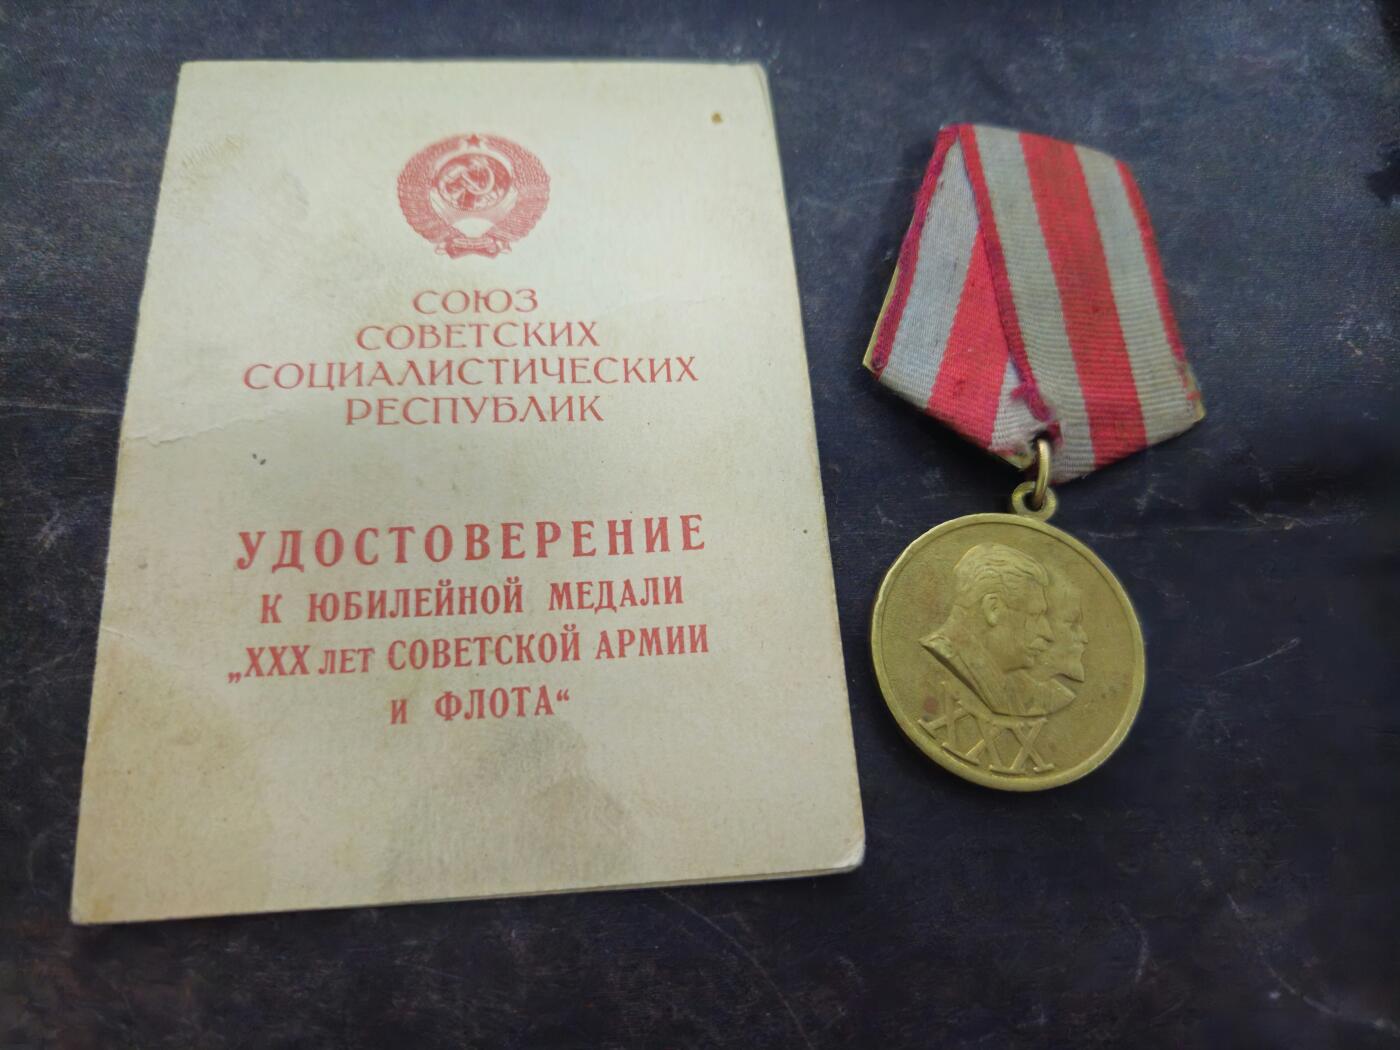 СОЮЗ
СОВЕТСКИХ
СОЦИАЛИСТИЧЕСКИХ
РЕСПУБЛИК
УДОСТОВЕРЕНИЕ
К ЮБИЛЕЙНОЙ МЕДАЛИ
„XXX ЛЕТ СОВЕТСКОЙ АРМИИ
И ФЛОТА“
XXX